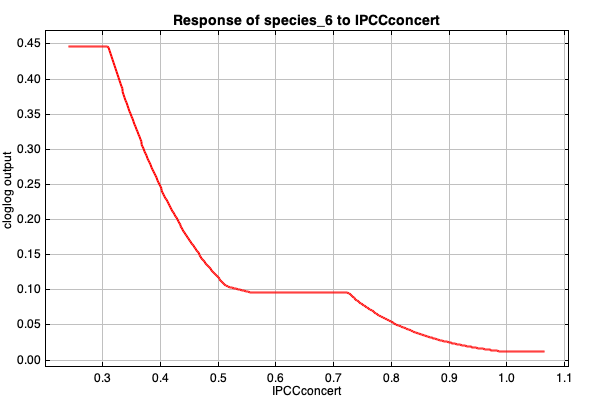 Response of species_6 to IPCCconcert
0.45
0.40
0.35
0.30
0.25
0.20
0.15
0.10
0.05
0.00
cloglog output
0.3 0.4 0.5 0.6 0.7 0.8 0.9 1.0 1.1
IPCCconcert